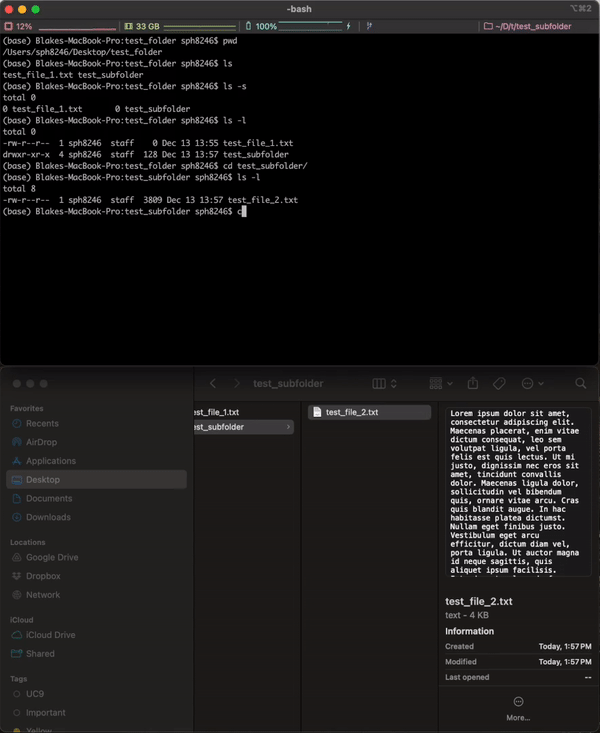 -bash
⌥⌘2
12%
33 GB
100%
~/D/t/test_subfolder
(base) Blakes-MacBook-Pro:test_folder sph8246$ pwd
/Users/sph8246/Desktop/test_folder
(base) Blakes-MacBook-Pro:test_folder sph8246$ ls
test_file_1.txt test_subfolder
(base) Blakes-MacBook-Pro:test_folder sph8246$ ls -s
total 0
0 test_file_1.txt      0 test_subfolder
(base) Blakes-MacBook-Pro:test_folder sph8246$ ls -l
total 0
-rw-r--r--  1 sph8246  staff    0 Dec 13 13:55 test_file_1.txt
drwxr-xr-x  4 sph8246  staff  128 Dec 13 13:57 test_subfolder
(base) Blakes-MacBook-Pro:test_folder sph8246$ cd test_subfolder/
(base) Blakes-MacBook-Pro:test_subfolder sph8246$ ls -l
total 8
-rw-r--r--  1 sph8246  staff  3809 Dec 13 13:57 test_file_2.txt
(base) Blakes-MacBook-Pro:test_subfolder sph8246$ c
test_subfolder
Favorites
Recents
AirDrop
Applications
Desktop
Documents
Downloads
Locations
Google Drive
Dropbox
Network
iCloud
iCloud Drive
Shared
Tags
UC9
Important
Yellow
est_file_1.txt
est_subfolder
test_file_2.txt
Lorem ipsum dolor sit amet,
consectetur adipiscing elit.
Maecenas placerat, enim vitae
dictum consequat, leo sem
volutpat ligula, vel porta
felis est quis lectus. Ut mi
justo, dignissim nec eros sit
amet, tincidunt convallis
dolor. Maecenas ligula dolor,
sollicitudin vel bibendum
quis, ornare vitae arcu. Cras
quis blandit augue. In hac
habitasse platea dictumst.
Nullam eget finibus justo.
Vestibulum eget arcu
efficitur, dictum diam vel,
porta ligula. Ut auctor magna
id neque sagittis, quis
aliquet ipsum facilisis.
test_file_2.txt
text - 4 KB
Information
Created Today, 1:57 PM
Modified Today, 1:57 PM
Last opened --
More...